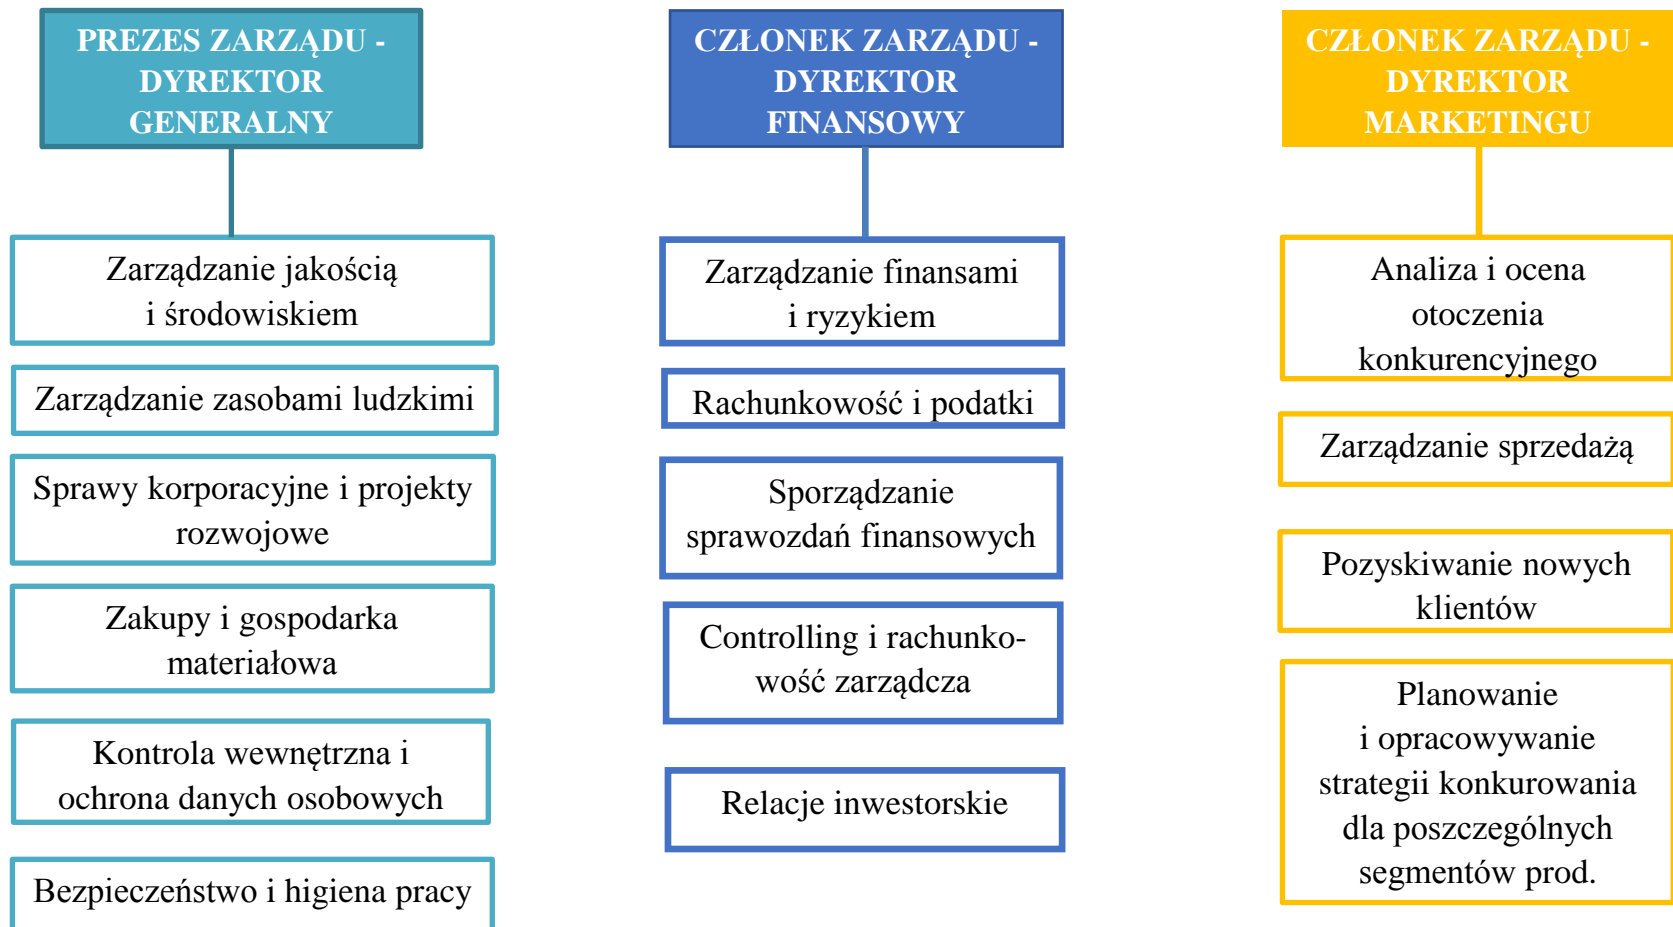 PREZES ZARZĄDU -
DYREKTOR
GENERALNY
Zarządzanie jakością
i środowiskiem
Zarządzanie zasobami ludzkimi
Sprawy korporacyjne i projekty
rozwojowe
Zakupy i gospodarka
materiałowa
Kontrola wewnętrzna i
ochrona danych osobowych
Bezpieczeństwo i higiena pracy
CZŁONEK ZARZĄDU -
DYREKTOR
FINANSOWY
Zarządzanie finansami
i ryzykiem
Rachunkowość i podatki
Sporządzanie
sprawozdań finansowych
Controlling i rachunko-
wość zarządcza
Relacje inwestorskie
CZŁONEK ZARZĄDU -
DYREKTOR
MARKETINGU
Analiza i ocena
otoczenia
konkurencyjnego
Zarządzanie sprzedażą
Pozyskiwanie nowych
klientów
Planowanie
i opracowywanie
strategii konkurowania
dla poszczególnych
segmentów prod.